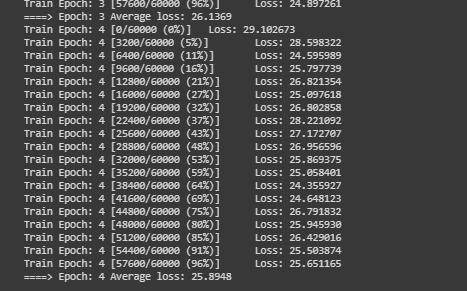 Train Epoch: 3 [57600/60000 (96%)] Loss: 24.897261
====> Epoch: 3 Average loss: 26.1369
Train Epoch: 4 [0/60000 (0%)] Loss: 29.102673
Train Epoch: 4 [3200/60000 (5%)] Loss: 28.598322
Train Epoch: 4 [6400/60000 (11%)] Loss: 24.595989
Train Epoch: 4 [9600/60000 (16%)] Loss: 25.797739
Train Epoch: 4 [12800/60000 (21%)] Loss: 26.821354
Train Epoch: 4 [16000/60000 (27%)] Loss: 25.097618
Train Epoch: 4 [19200/60000 (32%)] Loss: 26.802858
Train Epoch: 4 [22400/60000 (37%)] Loss: 28.221092
Train Epoch: 4 [25600/60000 (43%)] Loss: 27.172707
Train Epoch: 4 [28800/60000 (48%)] Loss: 26.956596
Train Epoch: 4 [32000/60000 (53%)] Loss: 25.869375
Train Epoch: 4 [35200/60000 (59%)] Loss: 25.058401
Train Epoch: 4 [38400/60000 (64%)] Loss: 24.355927
Train Epoch: 4 [41600/60000 (69%)] Loss: 24.648123
Train Epoch: 4 [44800/60000 (75%)] Loss: 26.791832
Train Epoch: 4 [48000/60000 (80%)] Loss: 25.945930
Train Epoch: 4 [51200/60000 (85%)] Loss: 26.429016
Train Epoch: 4 [54400/60000 (91%)] Loss: 25.503874
Train Epoch: 4 [57600/60000 (96%)] Loss: 25.651165
====> Epoch: 4 Average loss: 25.8948